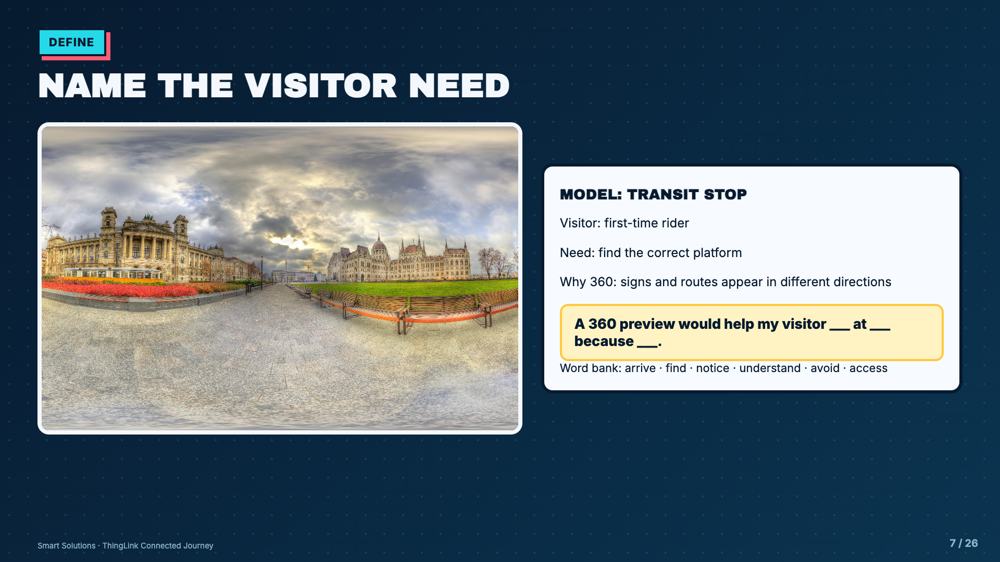 DEFINE
NAME THE VISITOR NEED
MODEL: TRANSIT STOP
Visitor: first-time rider
Need: find the correct platform
Why 360: signs and routes appear in different directions
A 360 preview would help my visitor ___ at ___
because ___.
Word bank: arrive · find · notice · understand · avoid · access
Smart Solutions · ThingLink Connected Journey
7 / 26